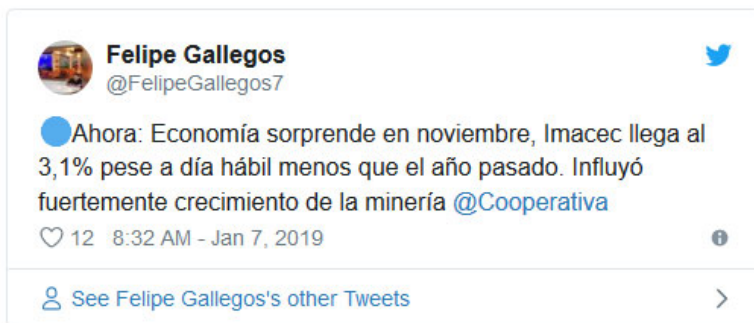 Felipe Gallegos
@FelipeGallegos7
Ahora: Economía sorprende en noviembre, Imacec llega al
3,1% pese a día hábil menos que el año pasado. Influyó
fuertemente crecimiento de la minería @Cooperativa
12 8:32 AM - Jan 7, 2019
See Felipe Gallegos's other Tweets